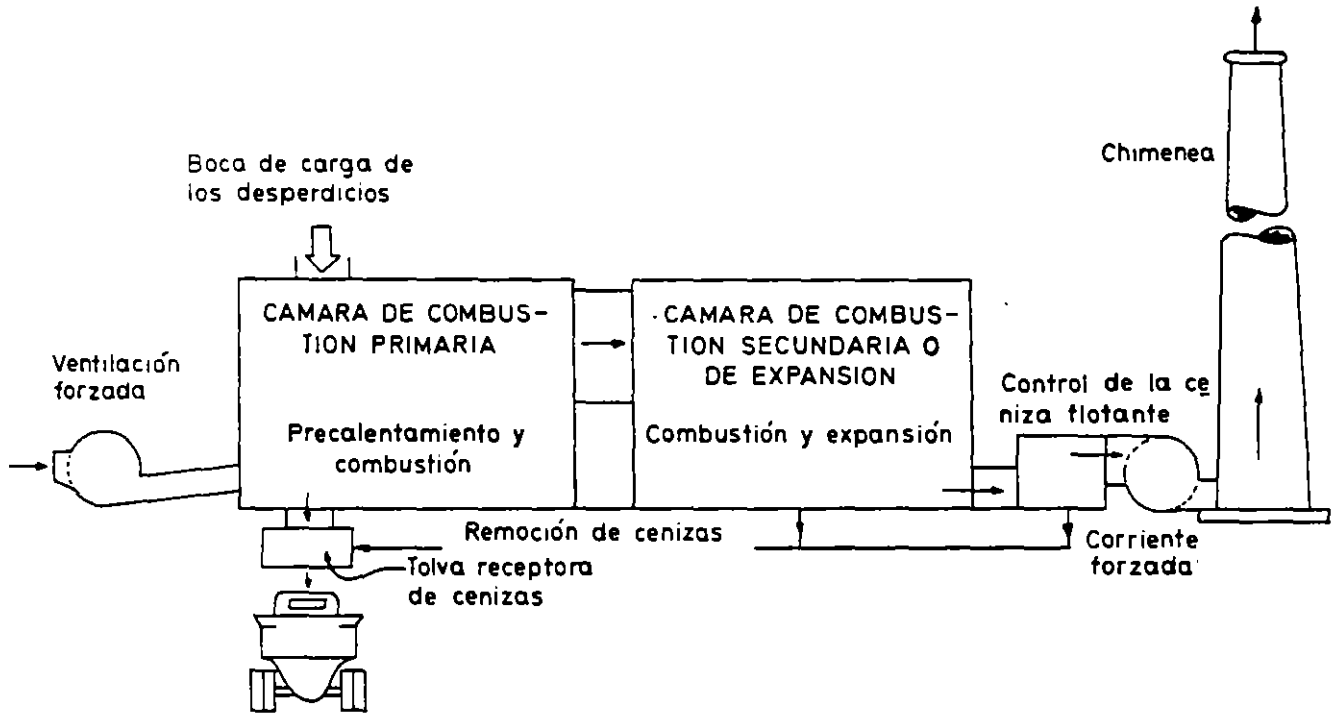 Boca de carga de
los desperdicios
Chimenea
CAMARA DE COMBUS-
TION PRIMARIA
CAMARA DE COMBUS-
TION SECUNDARIA O
DE EXPANSION
Ventilación
forzada
Control de la ce
niza flotante
Precalentamiento y
combustión
Combustión y expansión
Remoción de cenizas
Tolva receptora
de cenizas
Corriente
forzada